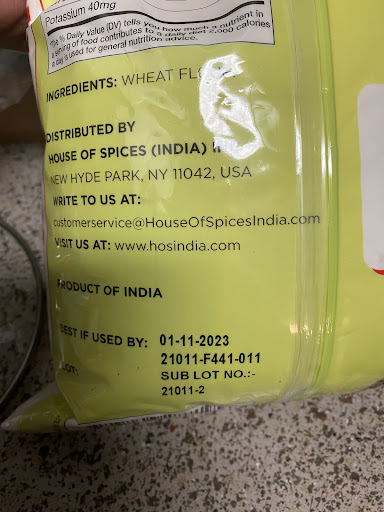 Potassium 40mg
*The % Daily Value (DV) tells you how much a nutrient in
a serving of food contributes to a daily diet 2,000 calories
a day is used for general nutrition advice.
INGREDIENTS: WHEAT
DISTRIBUTED BY
HOUSE OF SPICES (INDIA)
NEW HYDE PARK, NY 11042, USA
WRITE TO US AT:
customerservice@HouseOfSpicesIndia.com
VISIT US AT: www.hosindia.com
PRODUCT OF INDIA
BEST IF USED BY: 01-11-2023
LOT: 21011-F441-011
SUB LOT NO.:-
21011-2